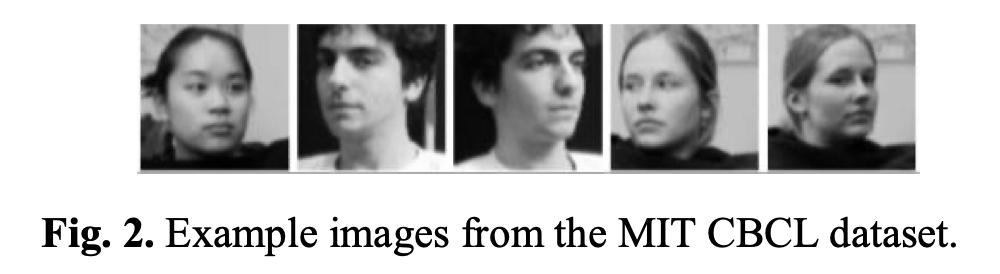 Fig. 2. Example images from the MIT CBCL dataset.